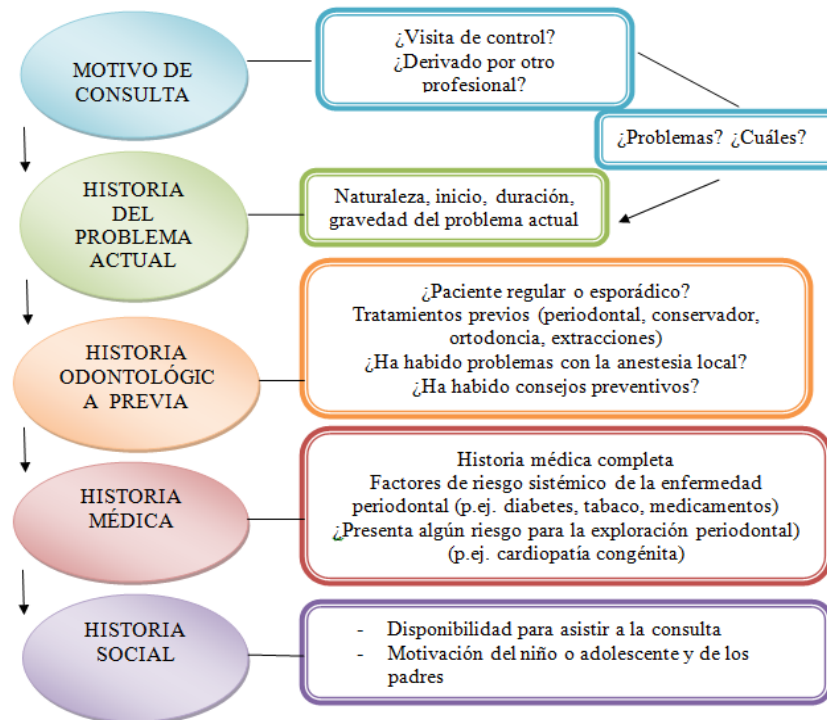 MOTIVO DE
CONSULTA
¿Visita de control?
¿Derivado por otro
profesional?
¿Problemas? ¿Cuáles?
HISTORIA
DEL
PROBLEMA
ACTUAL
Naturaleza, inicio, duración,
gravedad del problema actual
HISTORIA
ODONTOLÓGIC
A PREVIA
¿Paciente regular o esporádico?
Tratamientos previos (periodontal, conservador,
ortodoncia, extracciones)
¿Ha habido problemas con la anestesia local?
¿Ha habido consejos preventivos?
HISTORIA
MÉDICA
Historia médica completa
Factores de riesgo sistémico de la enfermedad
periodontal (p.ej. diabetes, tabaco, medicamentos)
¿Presenta algún riesgo para la exploración periodontal)
(p.ej. cardiopatía congénita)
HISTORIA
SOCIAL
- Disponibilidad para asistir a la consulta
- Motivación del niño o adolescente y de los
padres